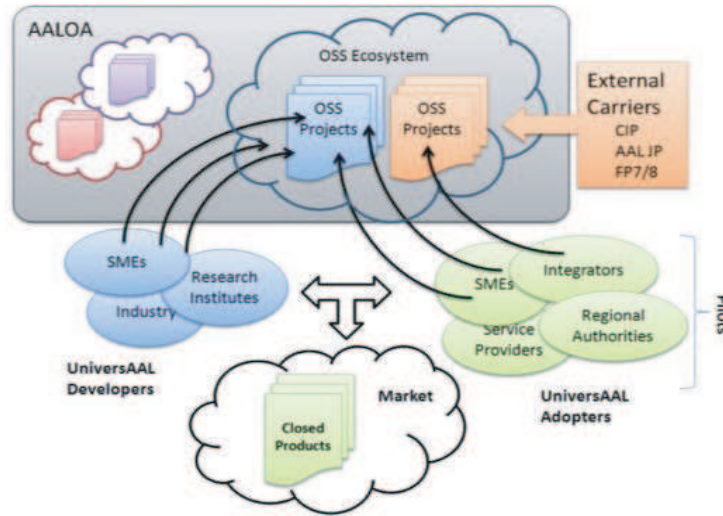 AALOA
OSS Ecosystem
OSS
Projects
OSS
Projects
External
Carriers
CIP
AAL JP
FP7/8
SMEs
Research
Institutes
Industry
UniversAAL
Developers
SMEs
Integrators
Service
Providers
Regional
Authorities
Pilots
UniversAAL
Adopters
Market
Closed
Products